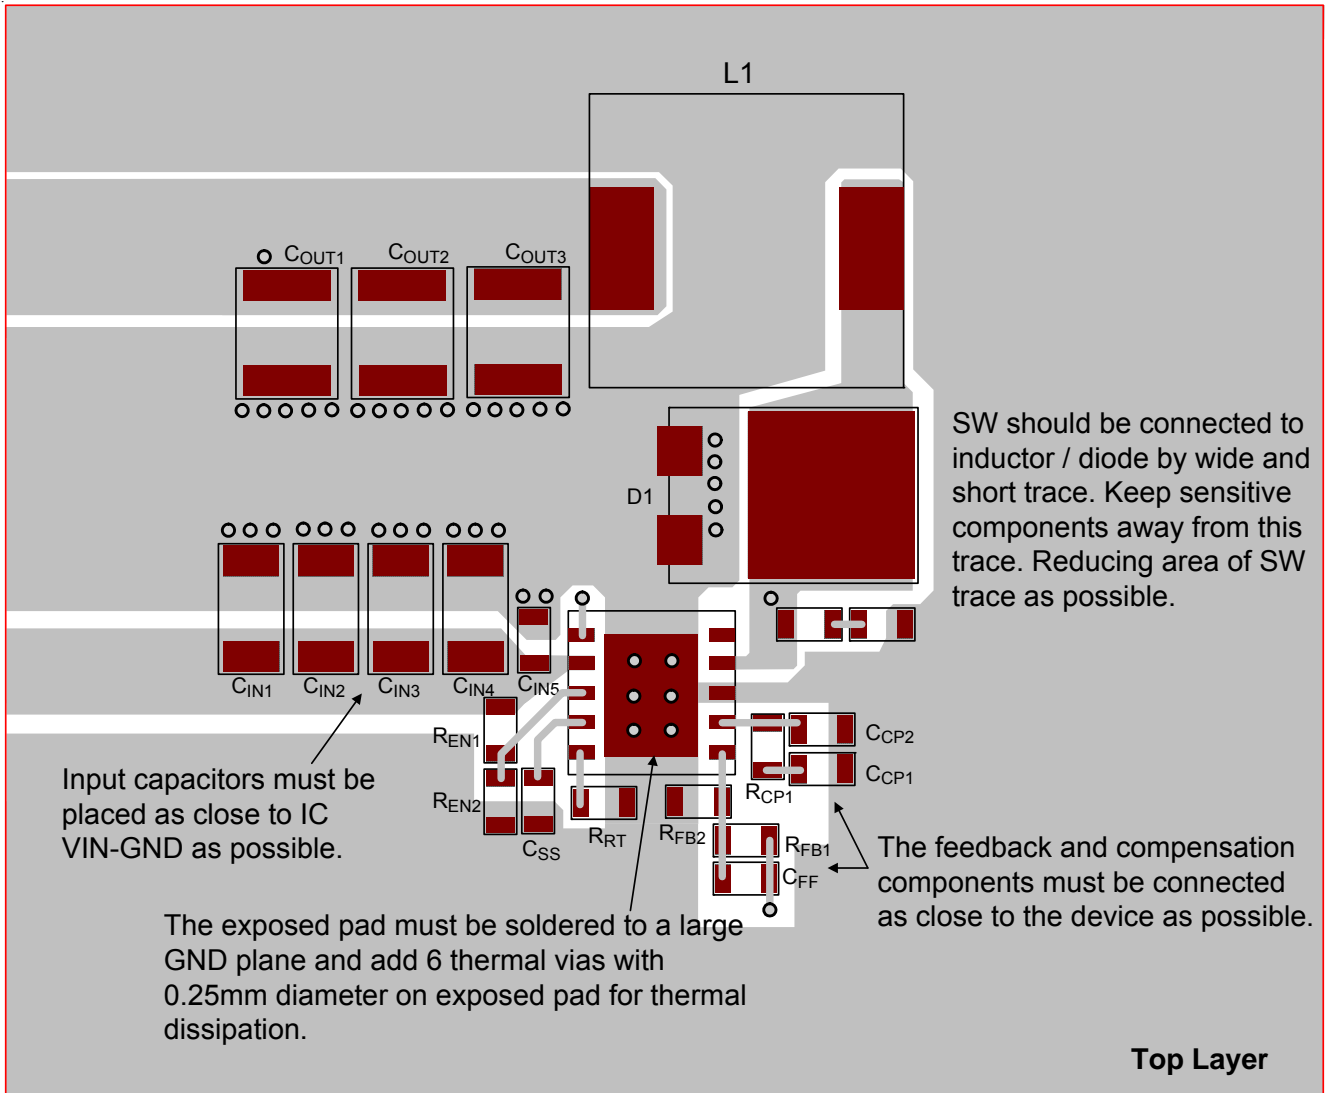 L1
COUT1
COUT2
COUT3
SW should be connected to
inductor / diode by wide and
short trace. Keep sensitive
components away from this
trace. Reducing area of SW
trace as possible.
D1
CIN1
CIN2
CIN3
CIN4
CIN5
REN1
REN2
CSS
RRT
RFB2
RCP1
CCP2
CCP1
RFB1
CFF
Input capacitors must be
placed as close to IC
VIN-GND as possible.
The feedback and compensation
components must be connected
as close to the device as possible.
The exposed pad must be soldered to a large
GND plane and add 6 thermal vias with
0.25mm diameter on exposed pad for thermal
dissipation.
Top Layer